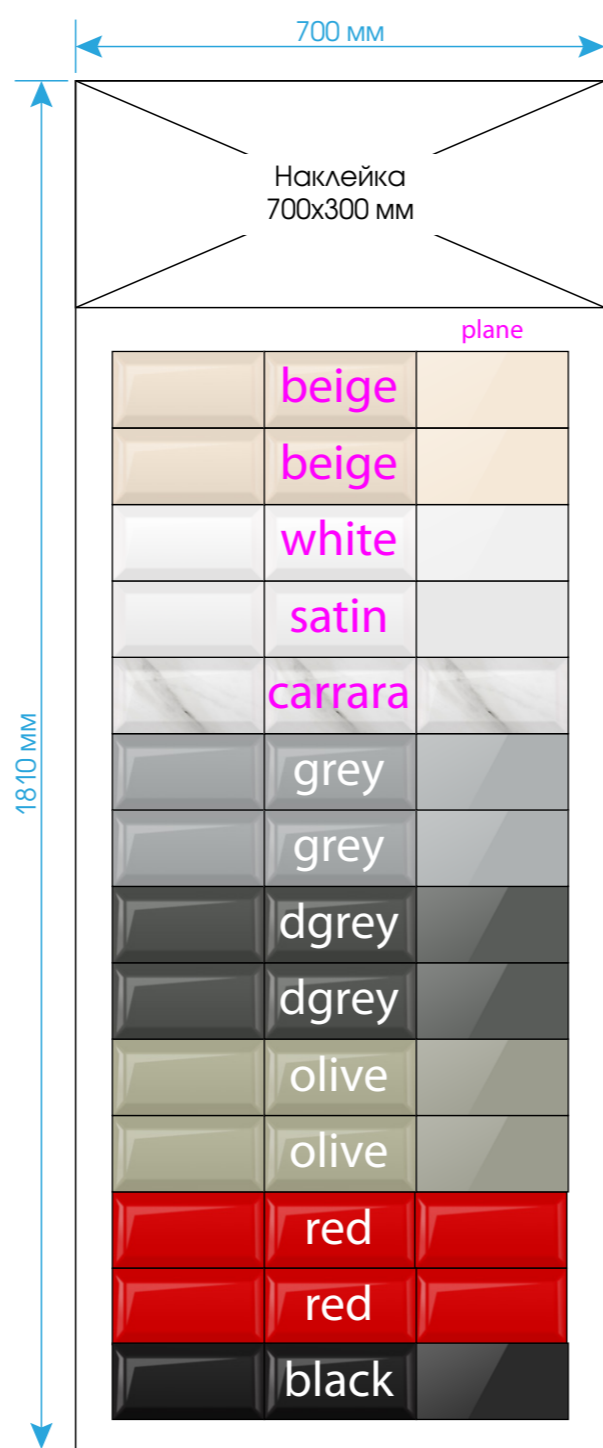 700 мм
Наклейка
700х300 мм
plane
beige
beige
white
satin
carrara
1810 мм
grey
grey
dgrey
dgrey
olive
olive
red
red
black